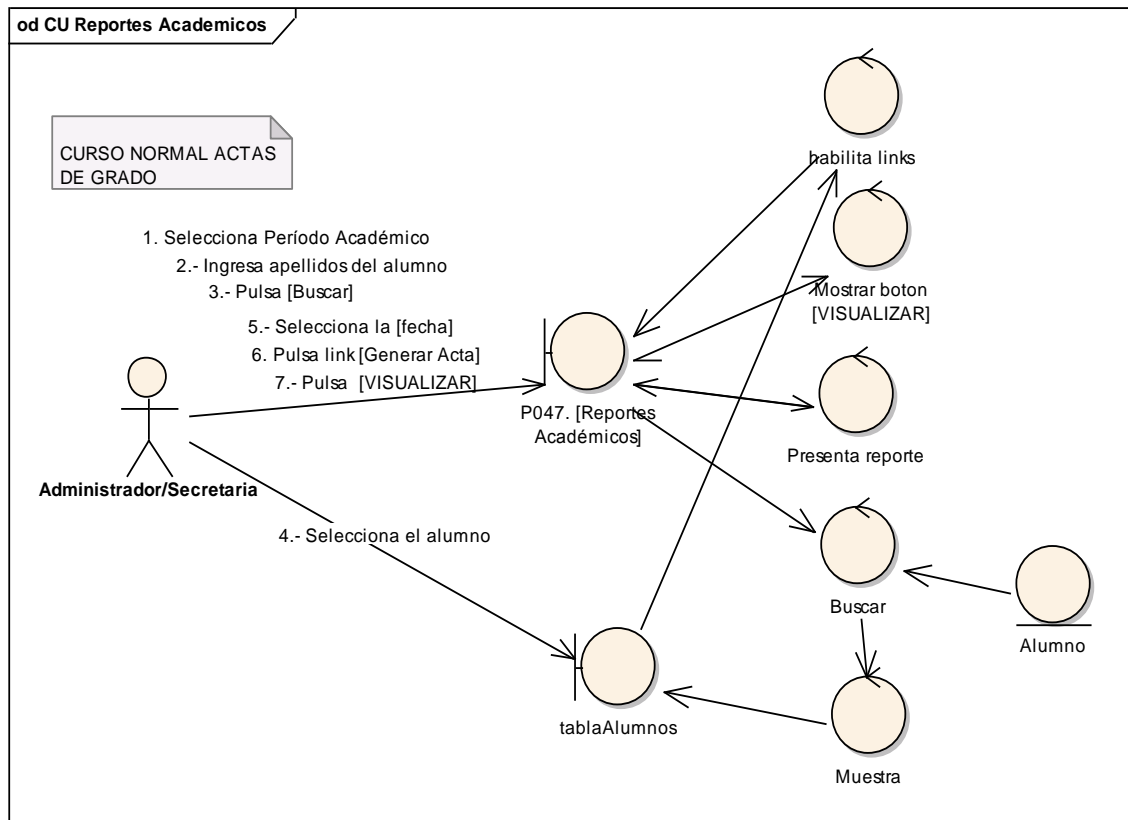 od CU Reportes Academicos
CURSO NORMAL ACTAS
DE GRADO
habilita links
1. Selecciona Período Académico
2.- Ingresa apellidos del alumno
3.- Pulsa [Buscar]
Mostrar boton
[VISUALIZAR]
5.- Selecciona la [fecha]
6. Pulsa link [Generar Acta]
7.- Pulsa [VISUALIZAR]
P047. [Reportes
Académicos]
Presenta reporte
Administrador/Secretaria
4.- Selecciona el alumno
Buscar
Alumno
tablaAlumnos
Muestra